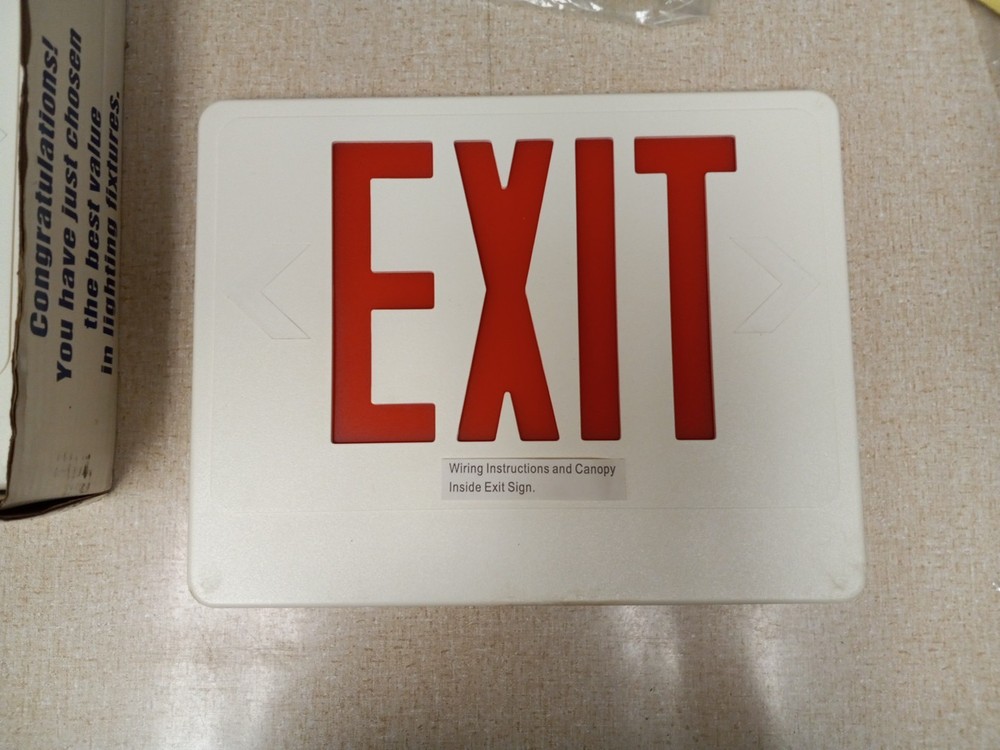 Congratulations!
You have just chosen
the best value
in lighting fixtures.
EXIT
Wiring Instructions and Canopy
Inside Exit Sign.